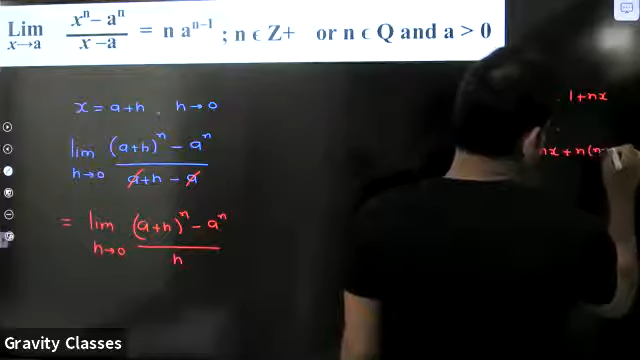 Lim x→a (xⁿ – aⁿ)/(x – a) = n aⁿ⁻¹ ; n ϵ Z+ or n ϵ Q and a > 0
x = a+h . h→0
lim h→0 ((a+h)ⁿ – aⁿ)/(a+h – a)
= lim h→0 ((a+h)ⁿ – aⁿ)/h
1+nx
nx + n(n-
Gravity Classes